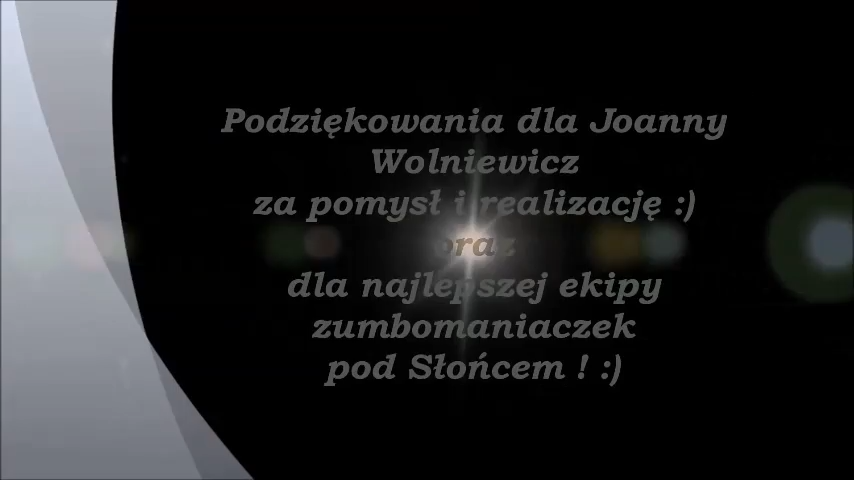 Podziękowania dla Joanny
Wolniewicz
za pomysł i realizację :)
oraz
dla najlepszej ekipy
zumbomaniaczek
pod Słońcem ! :)